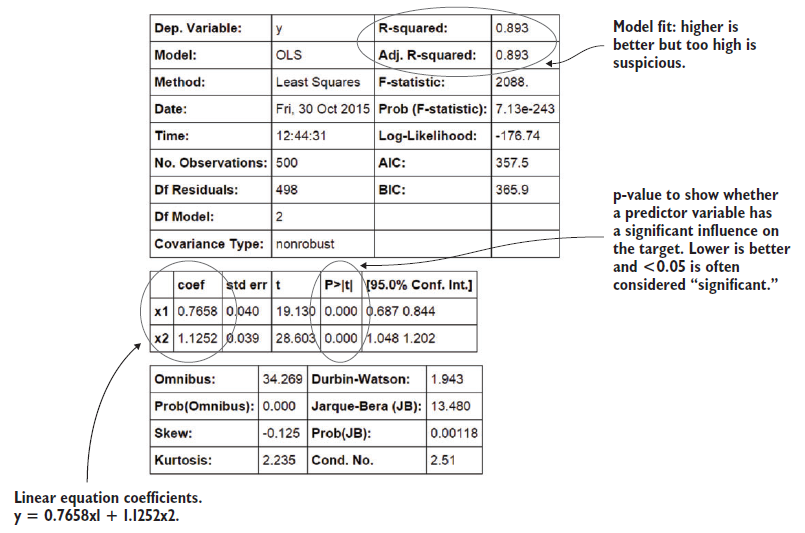 Dep. Variable: y R-squared: 0.893
Model: OLS Adj. R-squared: 0.893
Method: Least Squares F-statistic: 2088.
Date: Fri, 30 Oct 2015 Prob (F-statistic): 7.13e-243
Time: 12:44:31 Log-Likelihood: -176.74
No. Observations: 500 AIC: 357.5
Df Residuals: 498 BIC: 365.9
Df Model: 2
Covariance Type: nonrobust
Model fit: higher is
better but too high is
suspicious.
p-value to show whether
a predictor variable has
a significant influence on
the target. Lower is better
and <0.05 is often
considered “significant.”
coef std err t P>|t| [95.0% Conf. Int.]
x1 0.7658 0.040 19.130 0.000 0.687 0.844
x2 1.1252 0.039 28.603 0.000 1.048 1.202
Omnibus: 34.269 Durbin-Watson: 1.943
Prob(Omnibus): 0.000 Jarque-Bera (JB): 13.480
Skew: -0.125 Prob(JB): 0.00118
Kurtosis: 2.235 Cond. No. 2.51
Linear equation coefficients.
y = 0.7658xl + 1.1252x2.